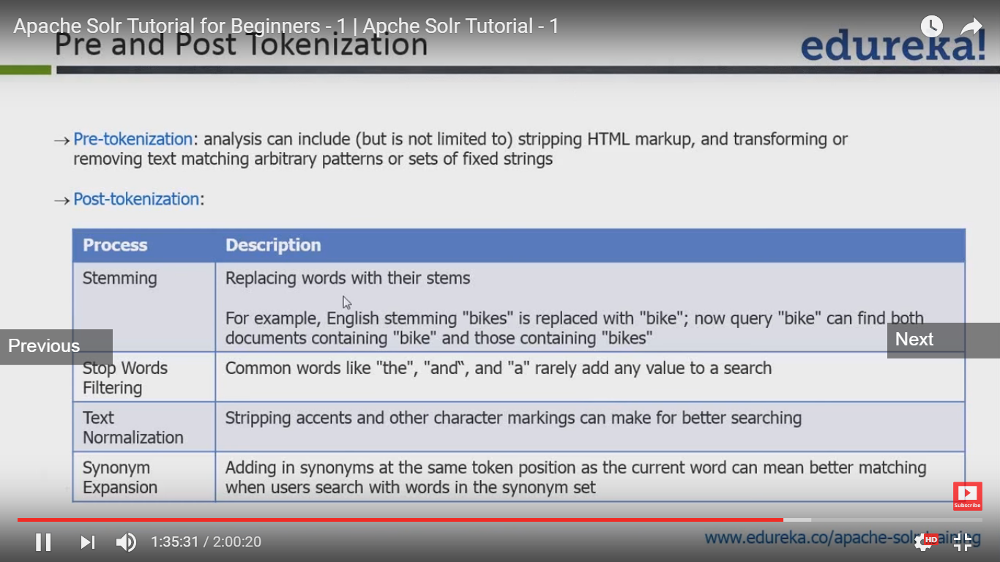 Apache Solr Tutorial for Beginners - 1 | Apche Solr Tutorial - 1
Pre and Post Tokenization
edureka!
→ Pre-tokenization: analysis can include (but is not limited to) stripping HTML markup, and transforming or
removing text matching arbitrary patterns or sets of fixed strings
→ Post-tokenization:
Process Description
Stemming Replacing words with their stems
For example, English stemming "bikes" is replaced with "bike"; now query "bike" can find both
documents containing "bike" and those containing "bikes"
Previous
Next
Stop Words Common words like "the", "and“, and "a" rarely add any value to a search
Filtering
Text Stripping accents and other character markings can make for better searching
Normalization
Synonym Adding in synonyms at the same token position as the current word can mean better matching
Expansion when users search with words in the synonym set
Subscribe
1:35:31 / 2:00:20
www.edureka.co/apache-solr-training
HD